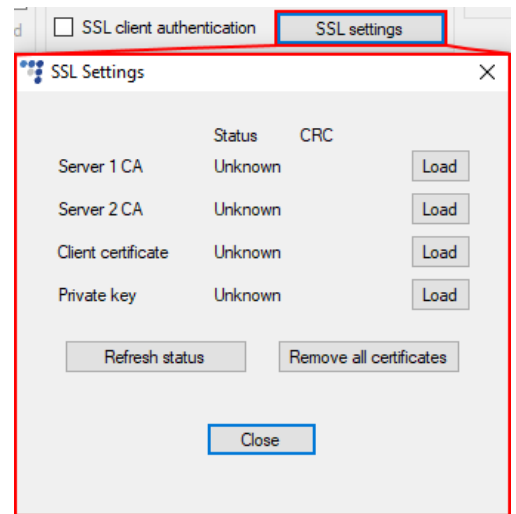 d SSL client authentication SSL settings
SSL Settings
Status CRC
Server 1 CA Unknown Load
Server 2 CA Unknown Load
Client certificate Unknown Load
Private key Unknown Load
Refresh status Remove all certificates
Close